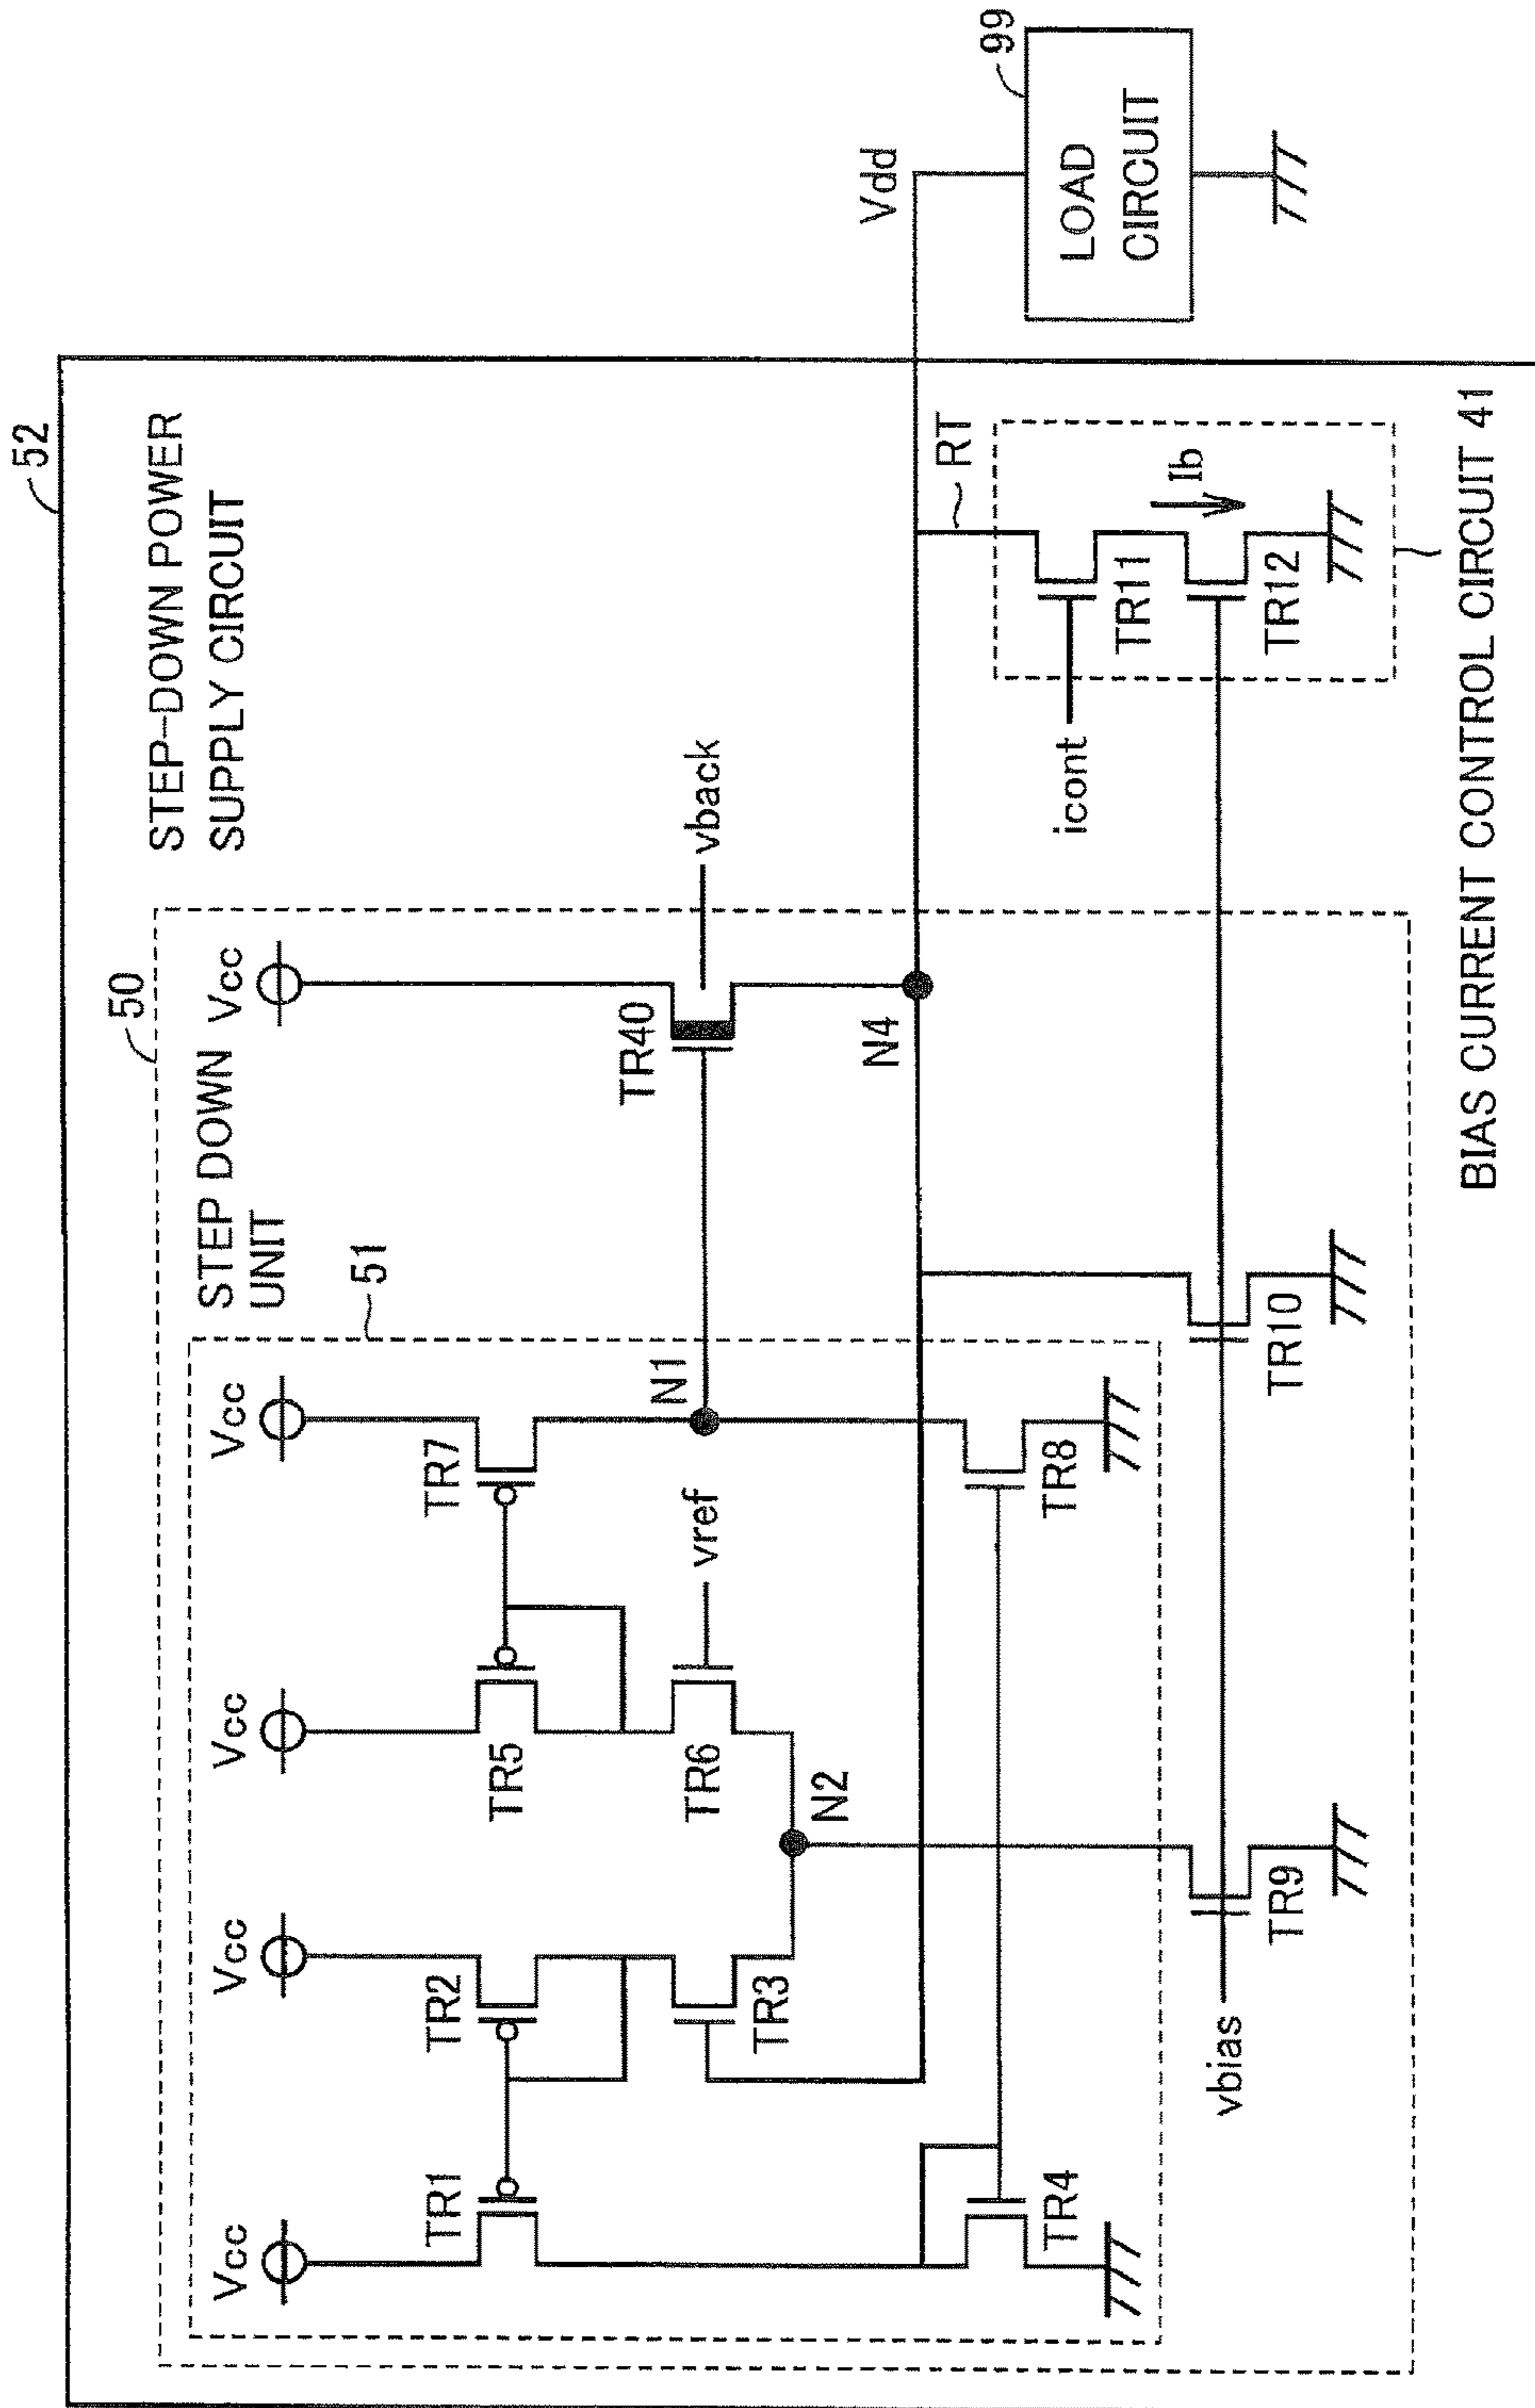 52
STEP-DOWN POWER
SUPPLY CIRCUIT
50
STEP DOWN
UNIT
51
Vcc
Vcc
Vcc
Vcc
Vcc
TR1
TR2
TR5
TR7
TR40
vback
N1
vref
TR3
TR6
N2
N4
Vdd
99
LOAD
CIRCUIT
RT
TR4
TR8
icont
TR11
Ib
vbias
TR9
TR10
TR12
BIAS CURRENT CONTROL CIRCUIT 41